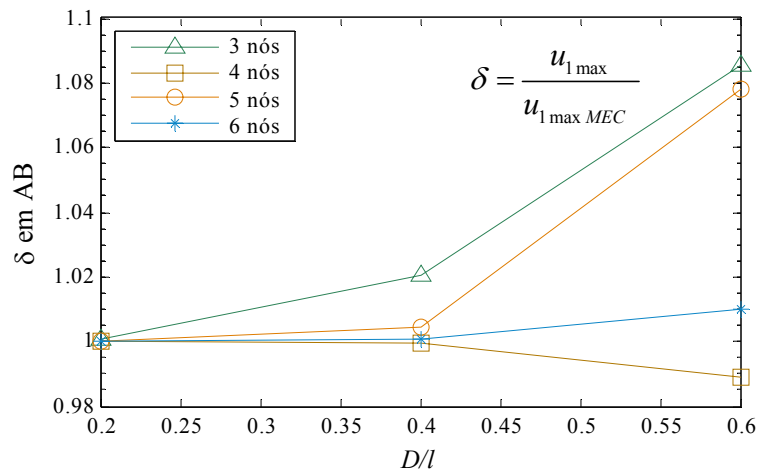 1.1
1.08
1.06
1.04
1.02
1
0.98
δ em AB
3 nós
4 nós
5 nós
6 nós
δ = u1 max / u1 max MEC
0.2 0.25 0.3 0.35 0.4 0.45 0.5 0.55 0.6
D/l